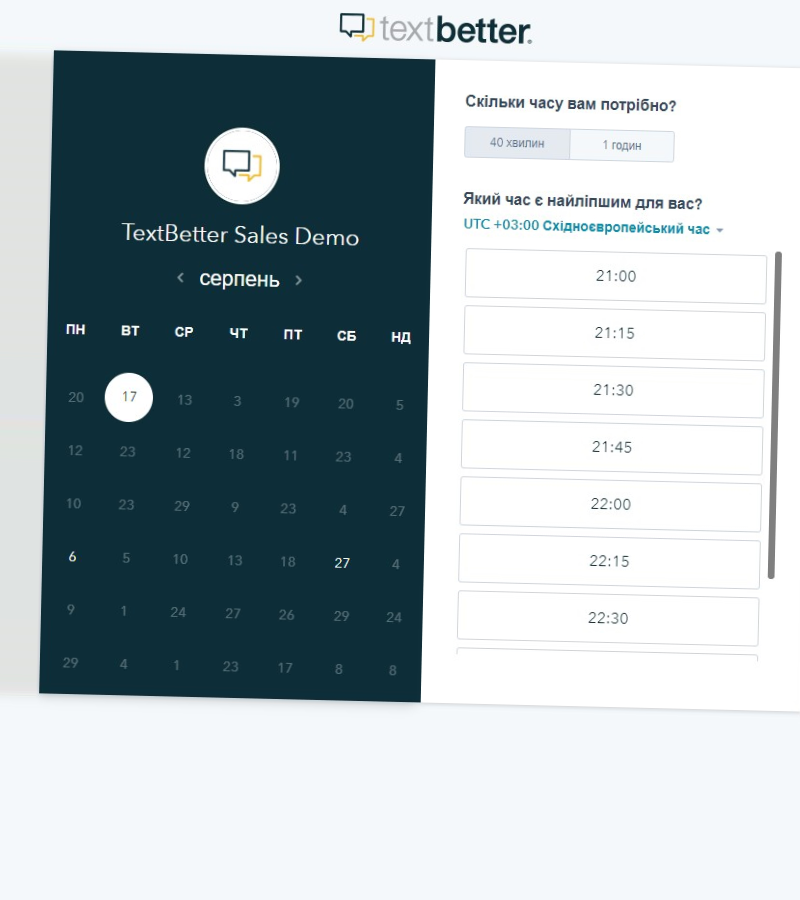 textbetter.
TextBetter Sales Demo
серпень
ПН ВТ СР ЧТ ПТ СБ НД
20 17 13 3 19 20 5
12 23 12 18 11 23 4
10 23 29 9 23 4 27
6 5 10 13 18 27 4
9 1 24 27 26 29 24
29 4 1 23 17 8 8
Скільки часу вам потрібно?
40 хвилин 1 годин
Який час є найліпшим для вас?
UTC +03:00 Східноєвропейський час
21:00
21:15
21:30
21:45
22:00
22:15
22:30